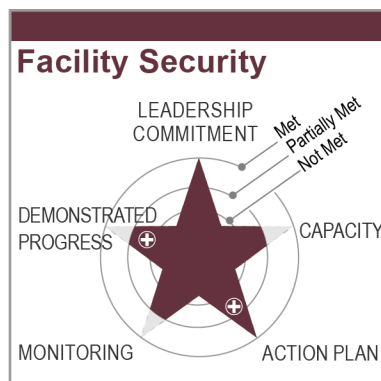 Facility Security
LEADERSHIP
COMMITMENT
Met
Partially Met
Not Met
DEMONSTRATED
PROGRESS
CAPACITY
MONITORING
ACTION PLAN